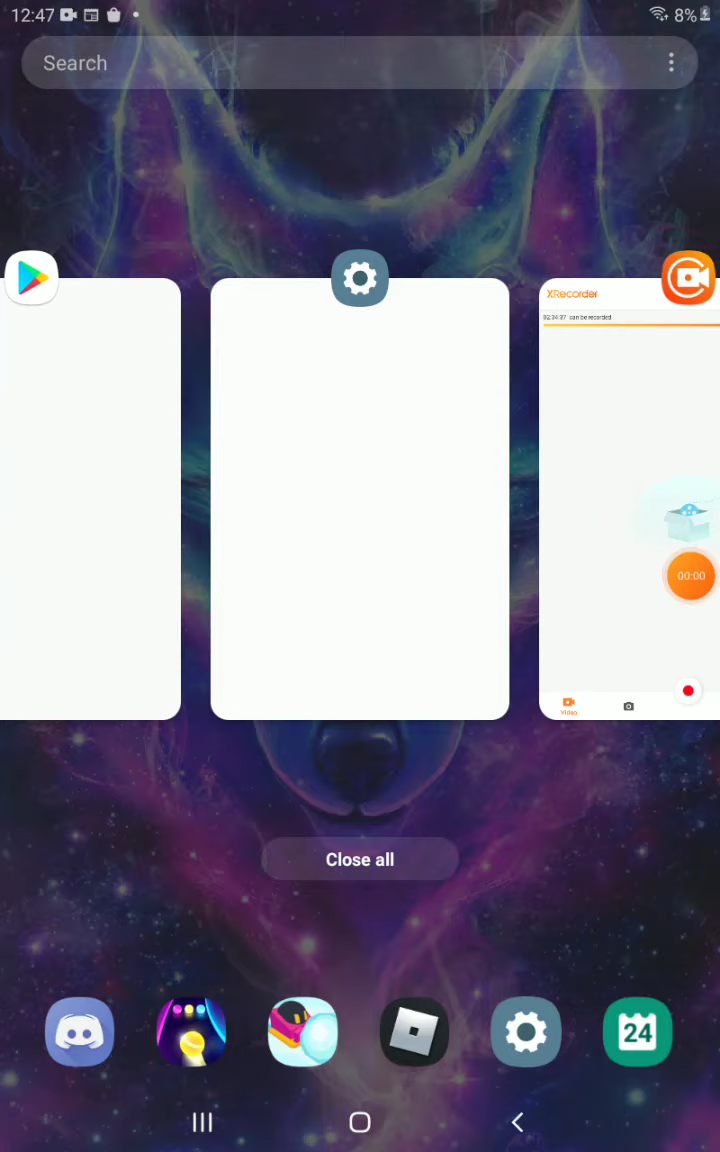 12:47
8%
Search
XRecorder
02:34:07 can be recorded
00:00
Video
Close all
24